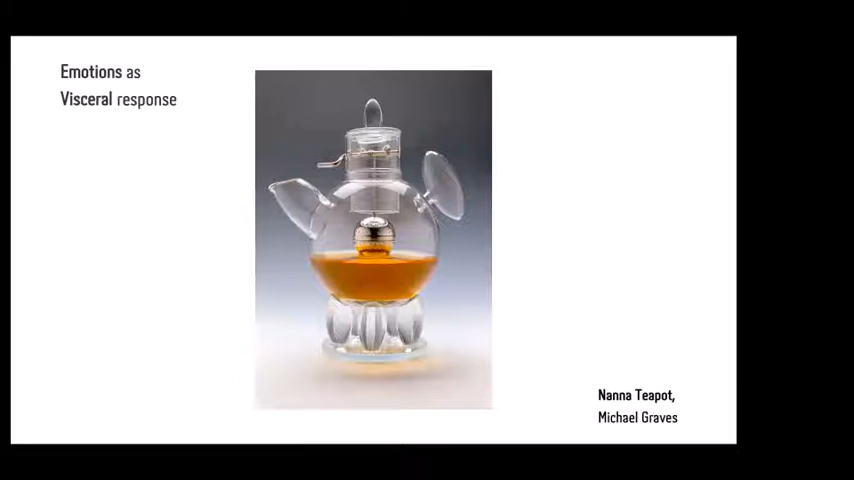 Emotions as
Visceral response
Nanna Teapot,
Michael Graves